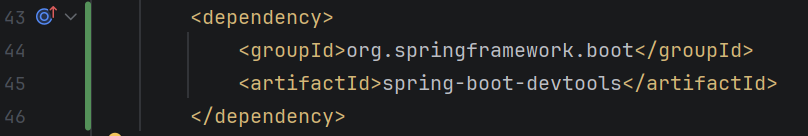 43 <dependency>
44 <groupId>org.springframework.boot</groupId>
45 <artifactId>spring-boot-devtools</artifactId>
46 </dependency>